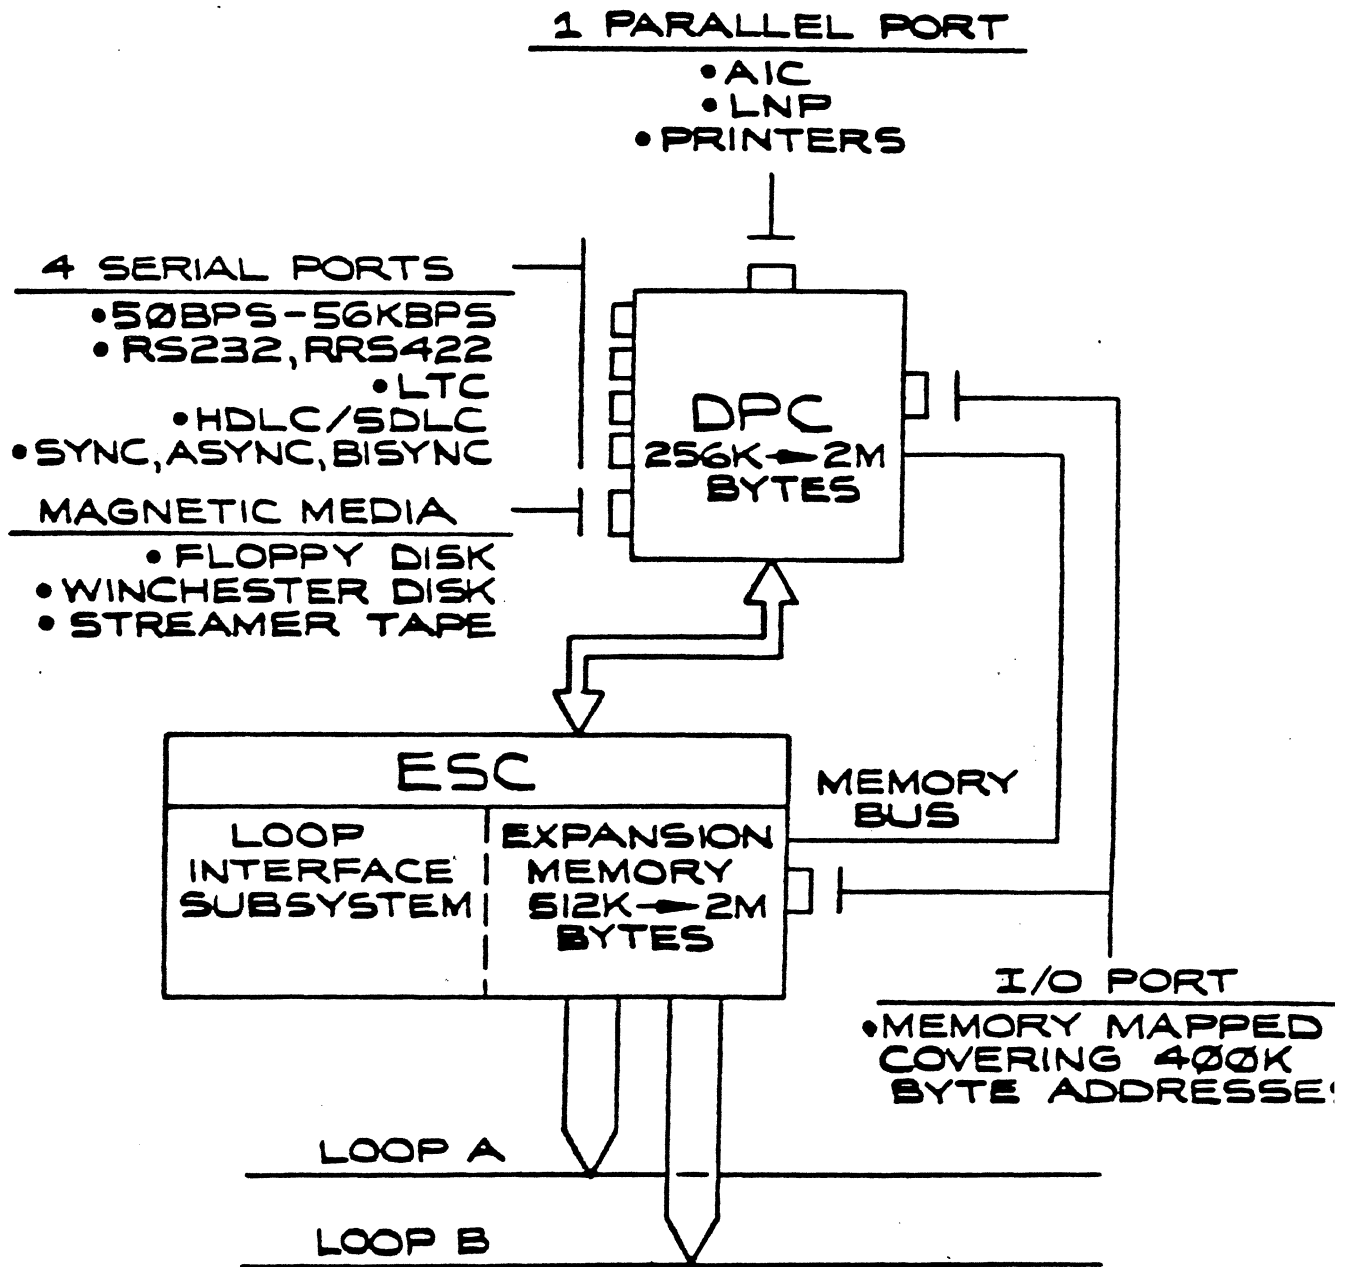 1 PARALLEL PORT
• AIC
• LNP
• PRINTERS
4 SERIAL PORTS
• 50BPS-56KBPS
• RS232, RRS422
• LTC
• HDLC/SDLC
• SYNC, ASYNC, BISYNC
MAGNETIC MEDIA
• FLOPPY DISK
• WINCHESTER DISK
• STREAMER TAPE
DPC
256K → 2M
BYTES
ESC
LOOP
INTERFACE
SUBSYSTEM
EXPANSION
MEMORY
512K → 2M
BYTES
MEMORY
BUS
I/O PORT
• MEMORY MAPPED
COVERING 400K
BYTE ADDRESSES
LOOP A
LOOP B